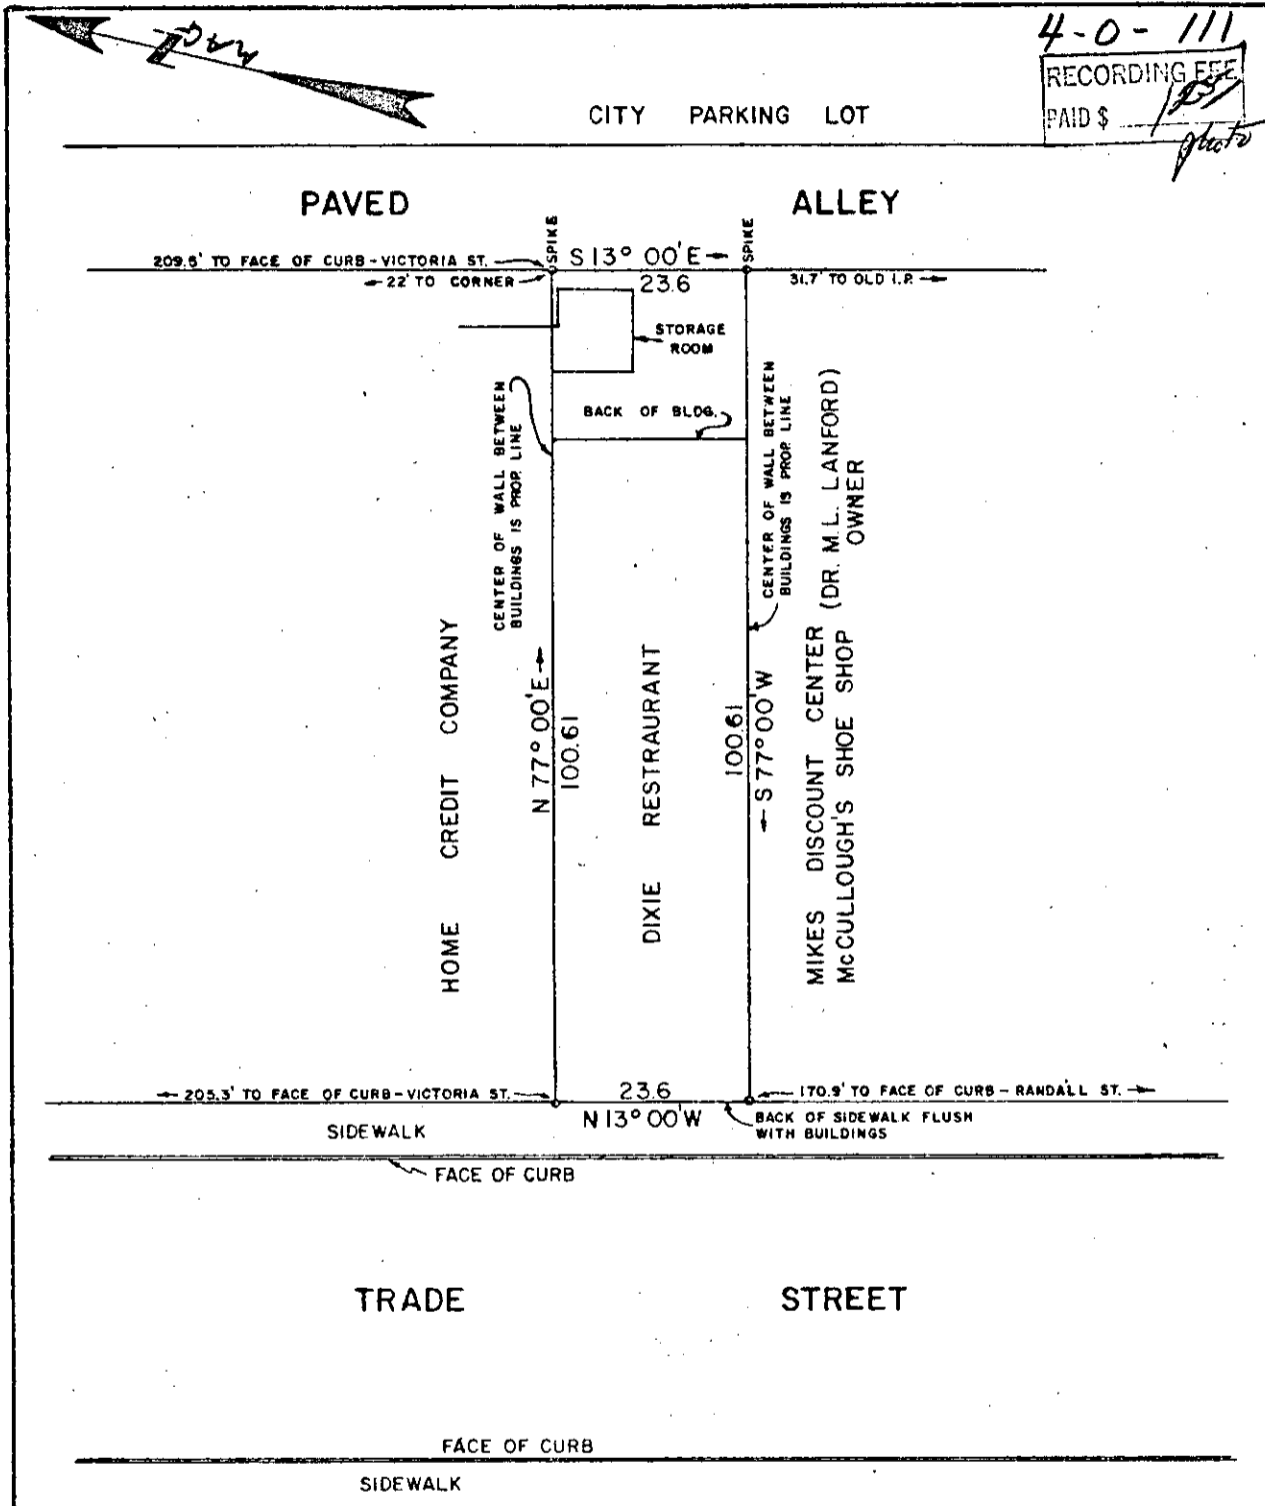 4-0-111
RECORDING FEE
PAID $
photo
MAG
CITY PARKING LOT
PAVED ALLEY
SPIKE
SPIKE
209.5' TO FACE OF CURB-VICTORIA ST.
S 13° 00' E
← 22' TO CORNER
23.6
31.7' TO OLD I.P. →
STORAGE
ROOM
BACK OF BLDG.
CENTER OF WALL BETWEEN
BUILDINGS IS PROP. LINE
CENTER OF WALL BETWEEN
BUILDINGS IS PROP. LINE
HOME CREDIT COMPANY
N 77° 00' E
100.61
DIXIE RESTRAURANT
100.61
S 77° 00' W
MIKES DISCOUNT CENTER (DR. M.L. LANFORD)
McCULLOUGH'S SHOE SHOP OWNER
← 205.3' TO FACE OF CURB-VICTORIA ST.
23.6
170.9' TO FACE OF CURB-RANDALL ST. →
N 13° 00' W
BACK OF SIDEWALK FLUSH
WITH BUILDINGS
SIDEWALK
FACE OF CURB
TRADE STREET
FACE OF CURB
SIDEWALK